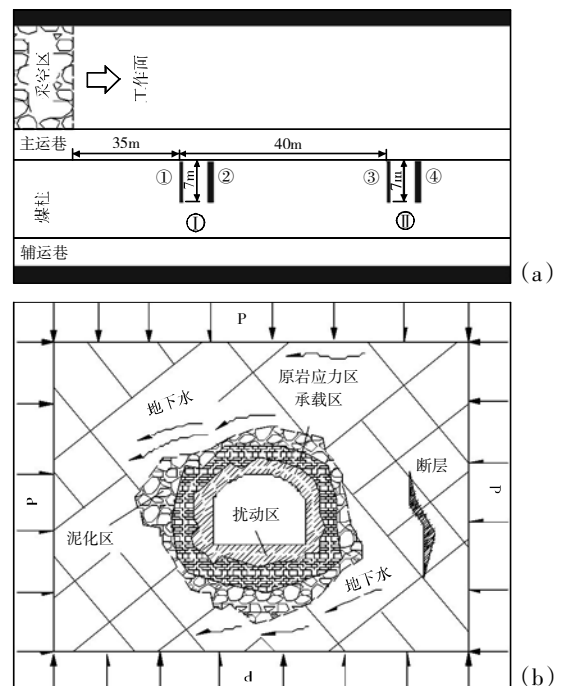 采空区
工作面
主运巷
35m
40m
① 7m ② ③ 7m ④
煤柱
Ⅰ Ⅱ
辅运巷
(a)
P
原岩应力区
承载区
地下水
断层
P
P
扰动区
泥化区
地下水
P
(b)